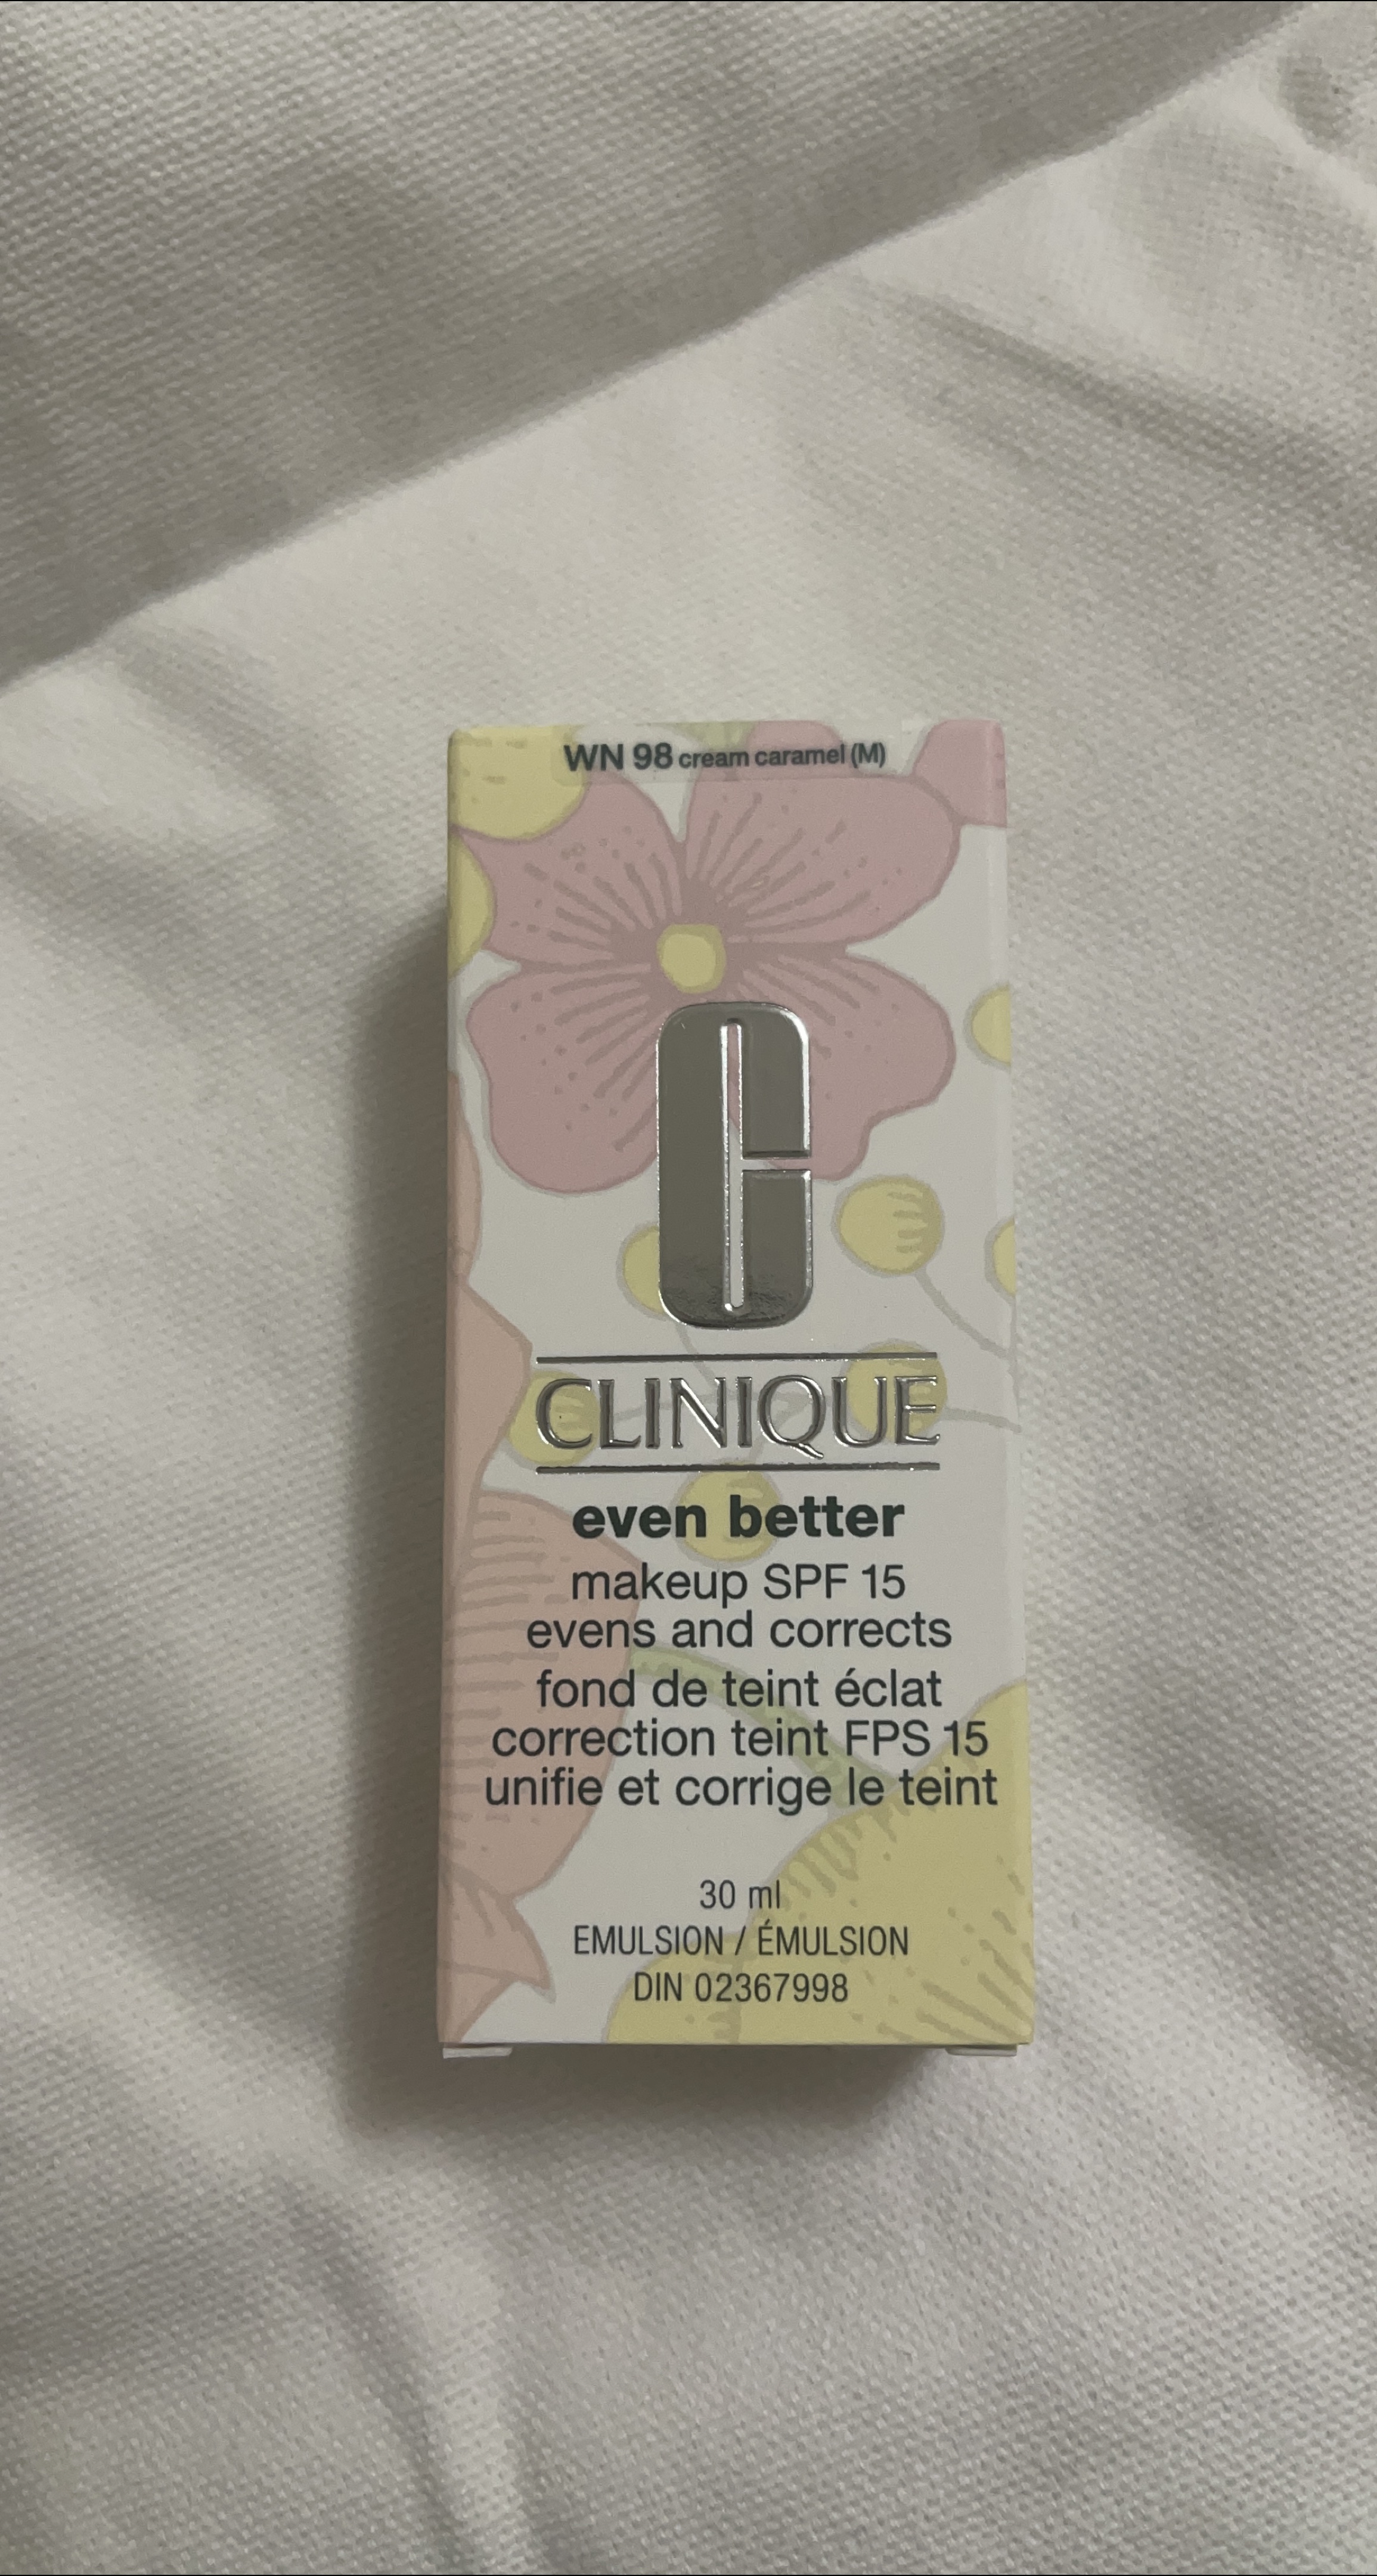 WN 98 cream caramel (M)
C
CLINIQUE
even better
makeup SPF 15
evens and corrects
fond de teint éclat
correction teint FPS 15
unifie et corrige le teint
30 ml
EMULSION / ÉMULSION
DIN 02367998